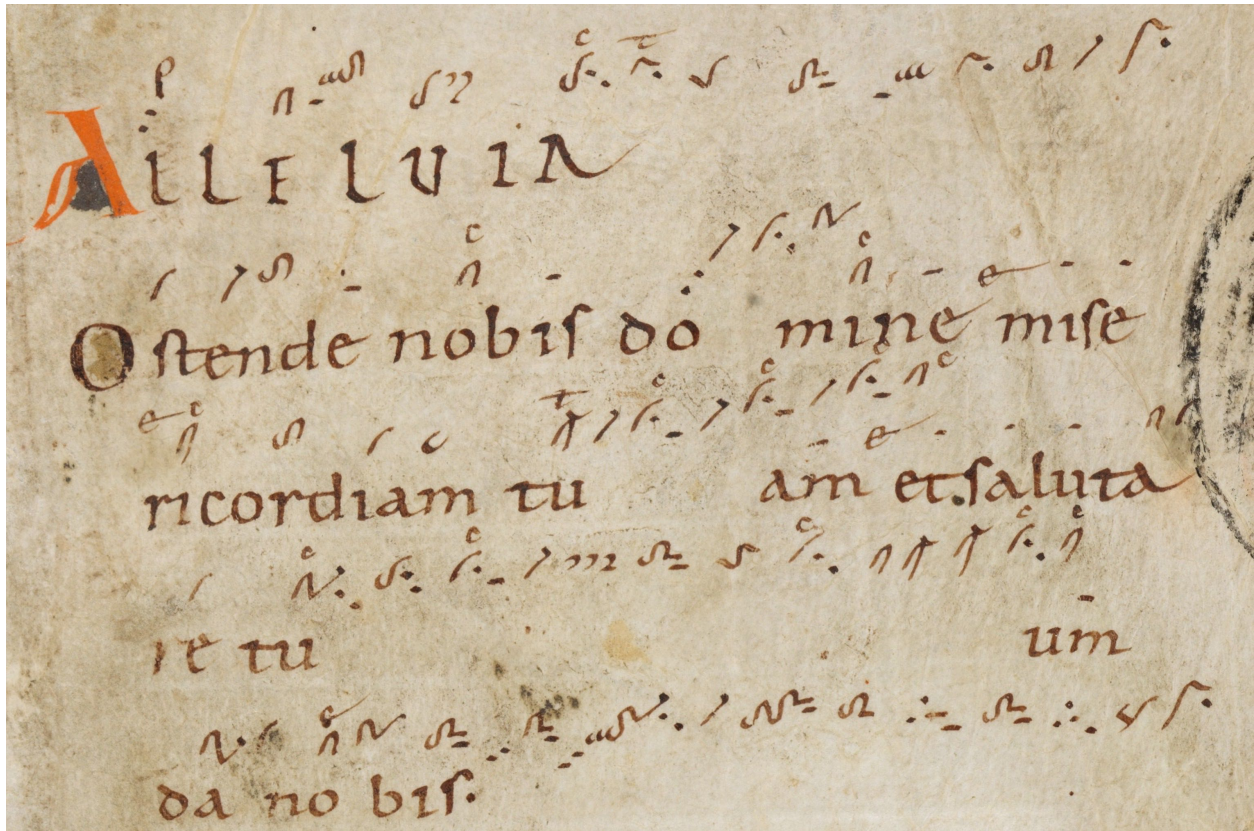 ALLELUIA
Ostende nobis do mine mise
ricordiam tu am et saluta
re tu um
da no bis.